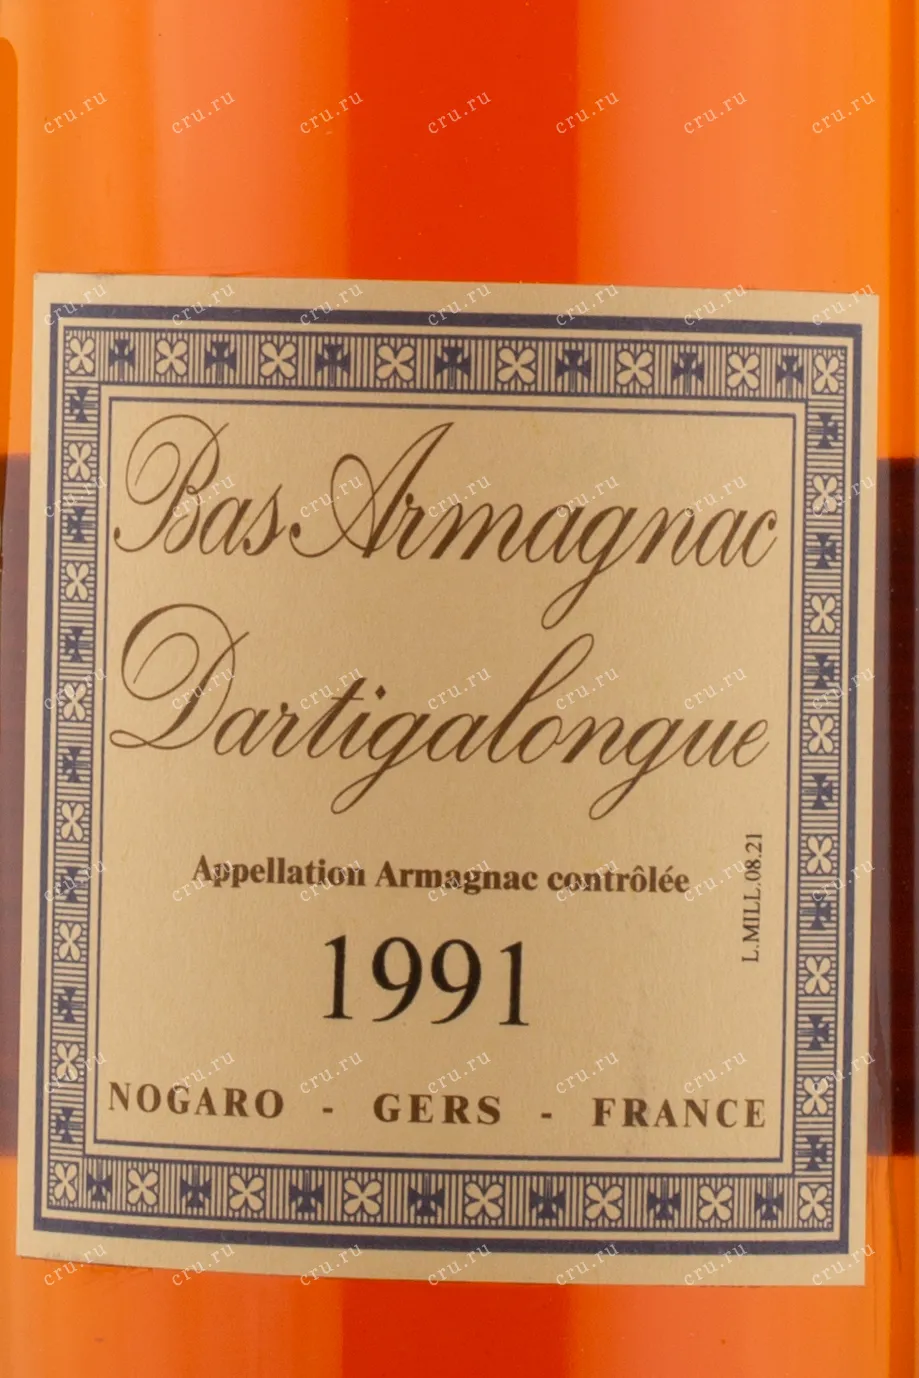 Bas Armagnac
Dartigalongue
Appellation Armagnac contrôlée
L.MILL.08.21
1991
NOGARO - GERS - FRANCE
cru.ru